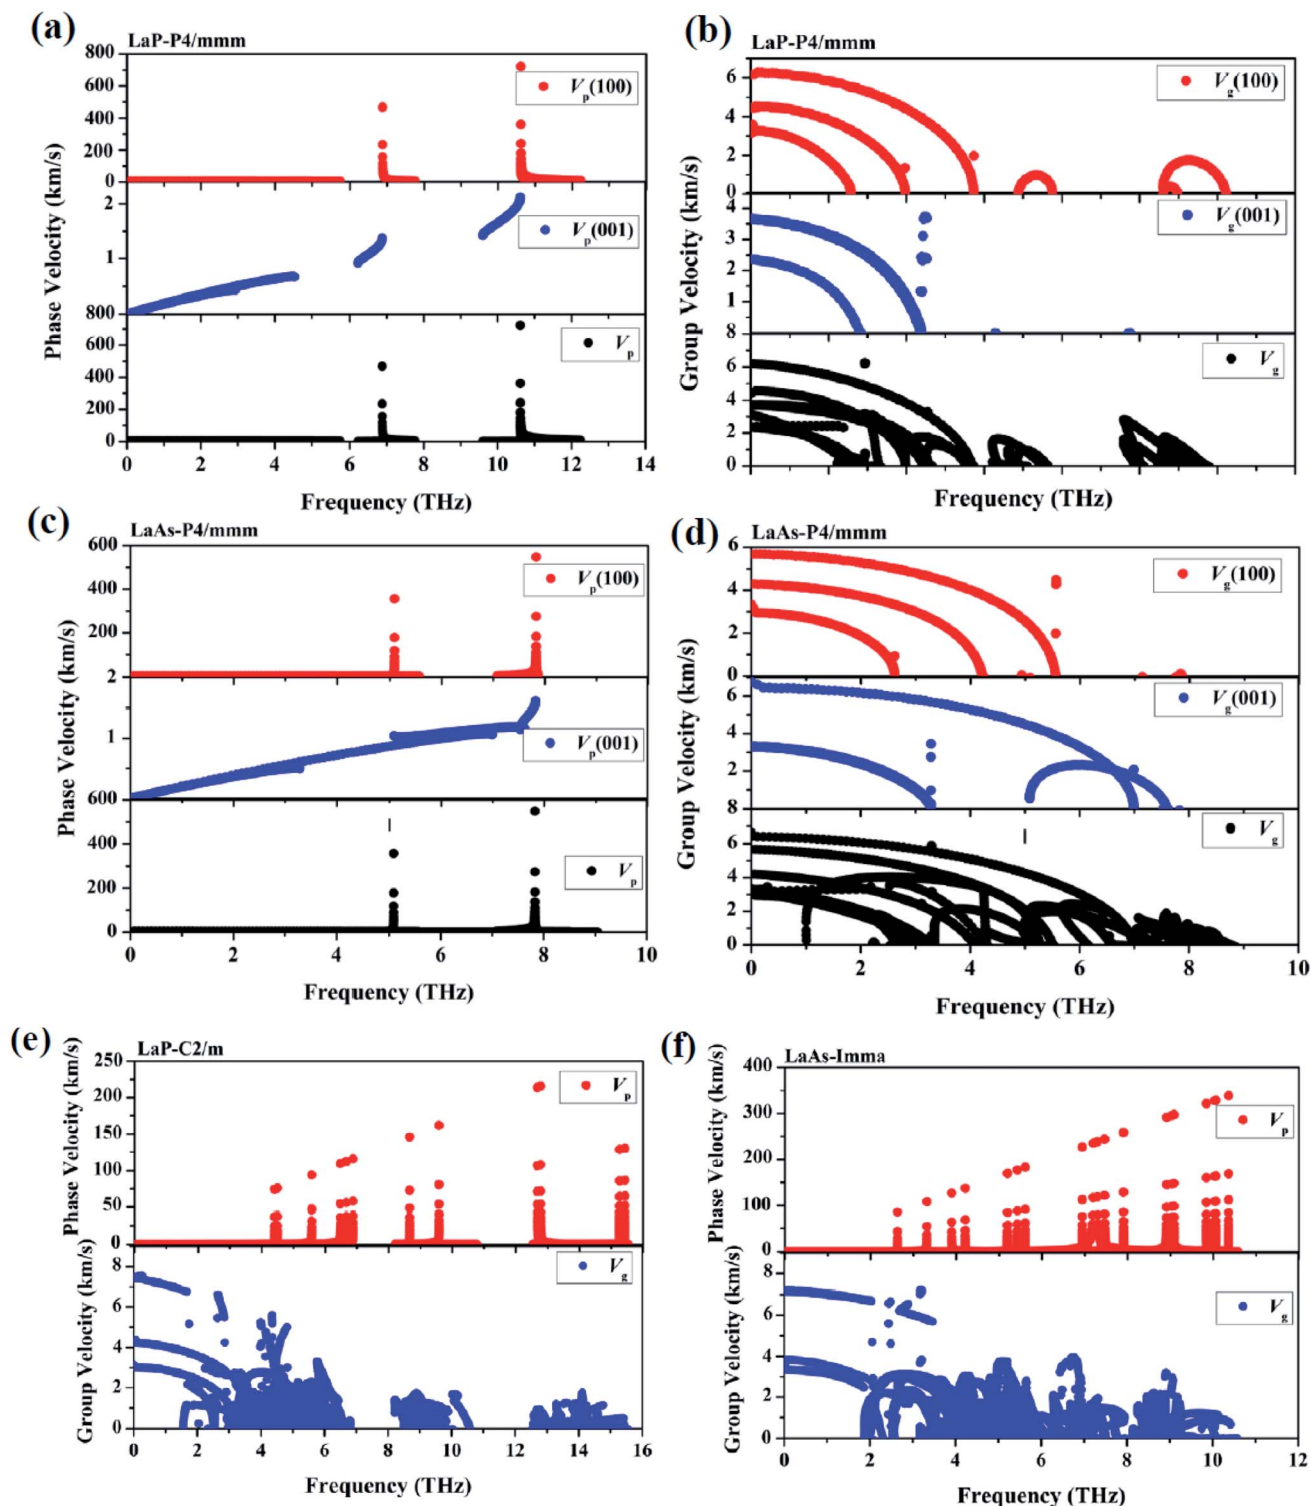 (a)
LaP-P4/mmm
800
600
400
200
0
V_p(100)
2
1
800
V_p(001)
600
400
200
0
V_p
0 2 4 6 8 10 12 14
Phase Velocity (km/s)
Frequency (THz)
(b)
LaP-P4/mmm
6
4
2
0
V_g(100)
4
3
2
1
8
V_g(001)
6
4
2
0
V_g
Group Velocity (km/s)
Frequency (THz)
(c)
LaAs-P4/mmm
600
400
200
2
V_p(100)
1
600
V_p(001)
400
200
0
V_p
0 2 4 6 8 10
Phase Velocity (km/s)
Frequency (THz)
(d)
LaAs-P4/mmm
6
4
2
0
V_g(100)
6
4
2
8
V_g(001)
6
4
2
0
V_g
0 2 4 6 8 10
Group Velocity (km/s)
Frequency (THz)
(e)
LaP-C2/m
250
200
150
100
50
0
V_p
Phase Velocity (km/s)
8
6
4
2
0
V_g
Group Velocity (km/s)
0 2 4 6 8 10 12 14 16
Frequency (THz)
(f)
LaAs-Imma
400
300
200
100
0
V_p
Phase Velocity (km/s)
8
6
4
2
0
V_g
Group Velocity (km/s)
0 2 4 6 8 10 12
Frequency (THz)